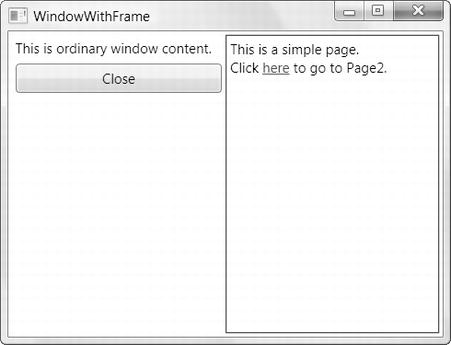 WindowWithFrame
This is ordinary window content.
Close
This is a simple page.
Click here to go to Page2.